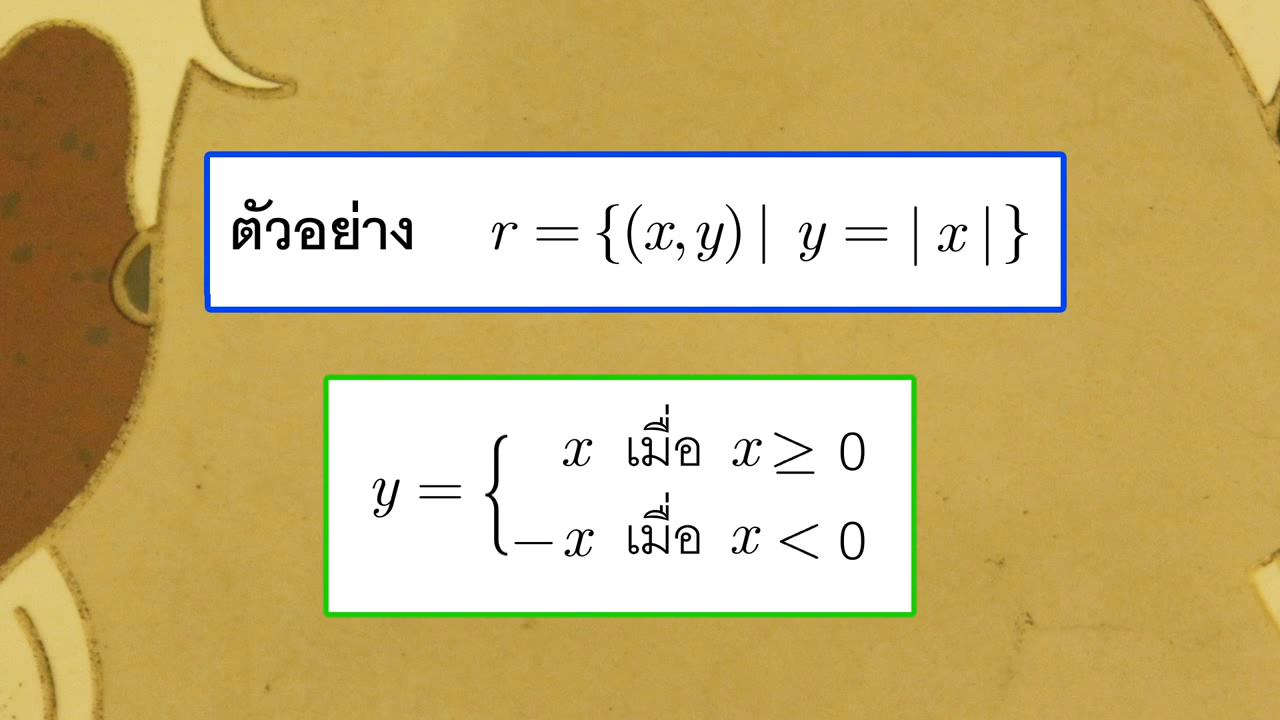 ตัวอย่าง r = {(x, y) | y = | x | }
y = { x เมื่อ x ≥ 0
−x เมื่อ x < 0